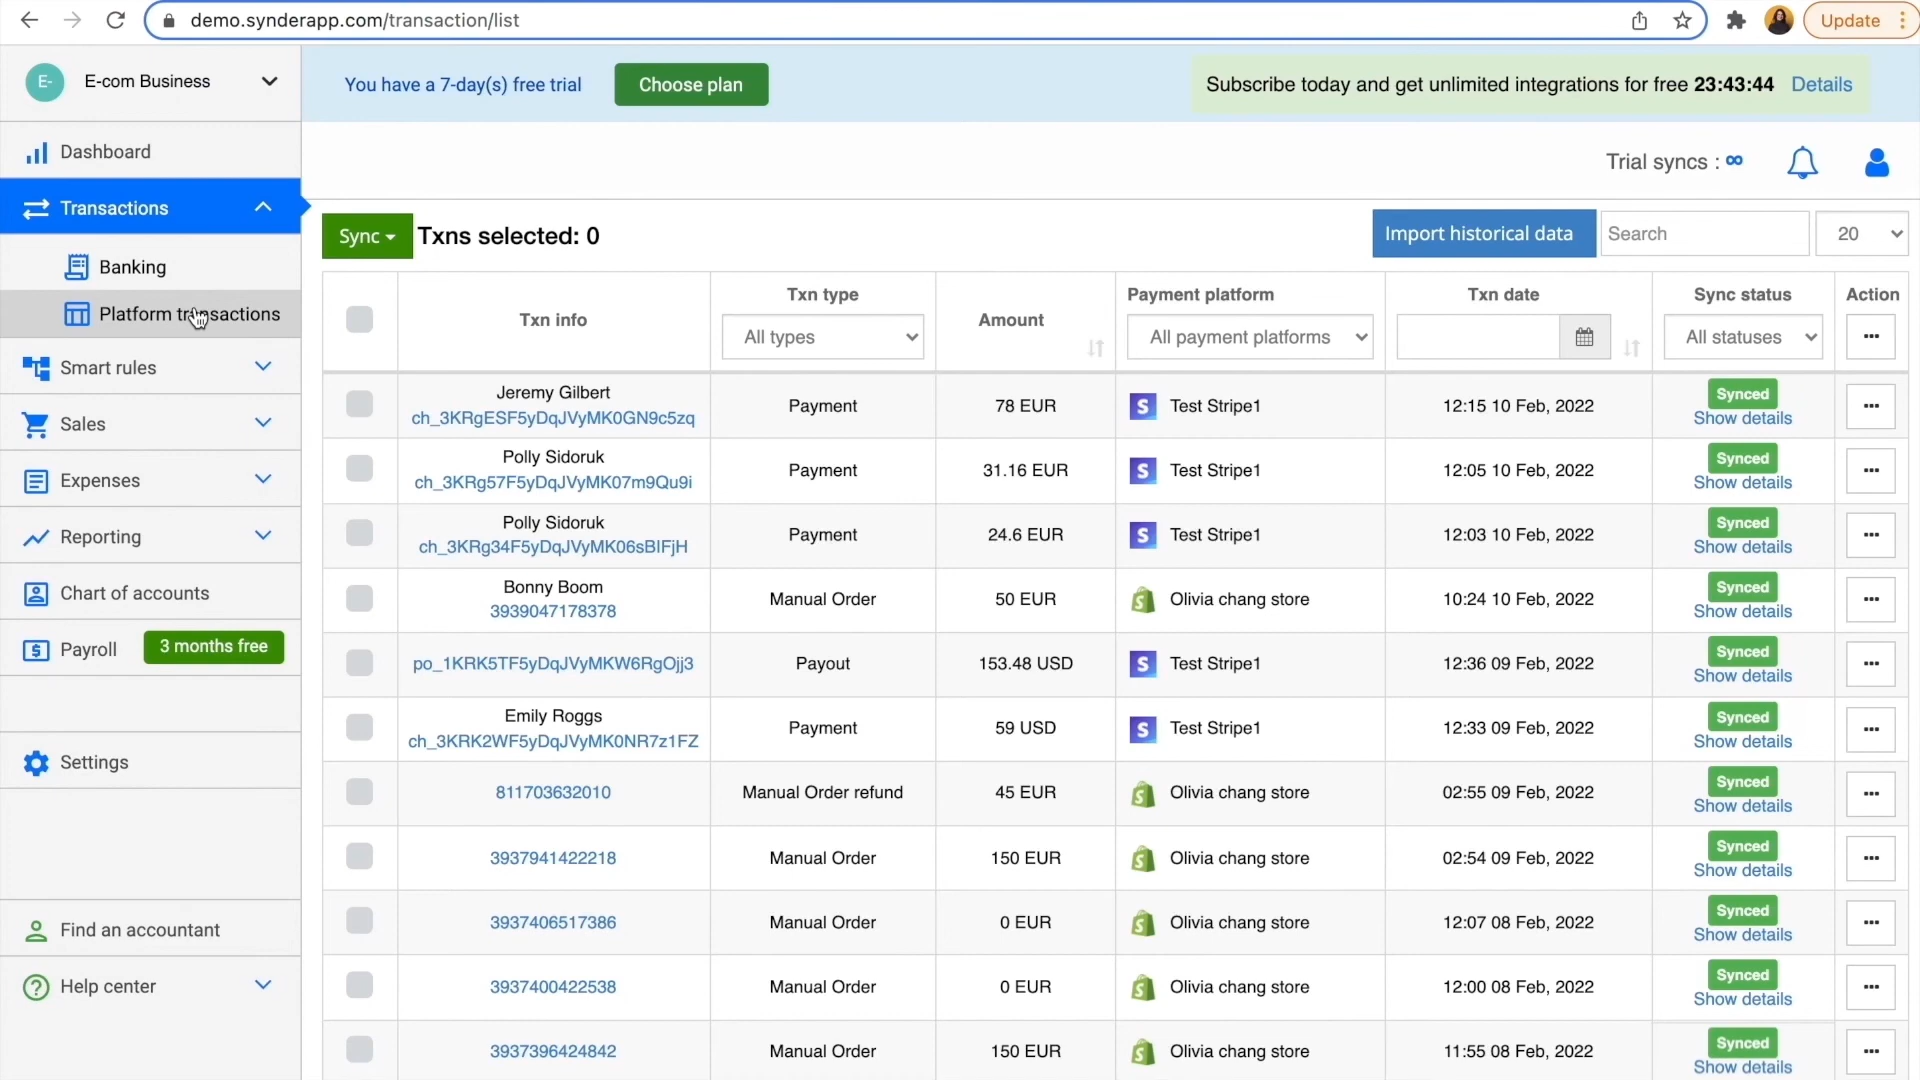 demo.synderapp.com/transaction/list
Update
E-
E-com Business
You have a 7-day(s) free trial
Choose plan
Subscribe today and get unlimited integrations for free 23:43:44 Details
Dashboard
Trial syncs : ∞
Transactions
Banking
Platform transactions
Smart rules
Sales
Expenses
Reporting
Chart of accounts
Payroll
3 months free
Settings
Find an accountant
Help center
Sync
Txns selected: 0
Import historical data
Search
20
Txn info
Txn type
All types
Amount
Payment platform
All payment platforms
Txn date
Sync status
All statuses
Action
Jeremy Gilbert
ch_3KRgESF5yDqJVyMK0GN9c5zq
Payment
78 EUR
Test Stripe1
12:15 10 Feb, 2022
Synced
Show details
Polly Sidoruk
ch_3KRg57F5yDqJVyMK07m9Qu9i
Payment
31.16 EUR
Test Stripe1
12:05 10 Feb, 2022
Synced
Show details
Polly Sidoruk
ch_3KRg34F5yDqJVyMK06sBIFjH
Payment
24.6 EUR
Test Stripe1
12:03 10 Feb, 2022
Synced
Show details
Bonny Boom
3939047178378
Manual Order
50 EUR
Olivia chang store
10:24 10 Feb, 2022
Synced
Show details
po_1KRK5TF5yDqJVyMKW6RgOjj3
Payout
153.48 USD
Test Stripe1
12:36 09 Feb, 2022
Synced
Show details
Emily Roggs
ch_3KRK2WF5yDqJVyMK0NR7z1FZ
Payment
59 USD
Test Stripe1
12:33 09 Feb, 2022
Synced
Show details
811703632010
Manual Order refund
45 EUR
Olivia chang store
02:55 09 Feb, 2022
Synced
Show details
3937941422218
Manual Order
150 EUR
Olivia chang store
02:54 09 Feb, 2022
Synced
Show details
3937406517386
Manual Order
0 EUR
Olivia chang store
12:07 08 Feb, 2022
Synced
Show details
3937400422538
Manual Order
0 EUR
Olivia chang store
12:00 08 Feb, 2022
Synced
Show details
3937396424842
Manual Order
150 EUR
Olivia chang store
11:55 08 Feb, 2022
Synced
Show details